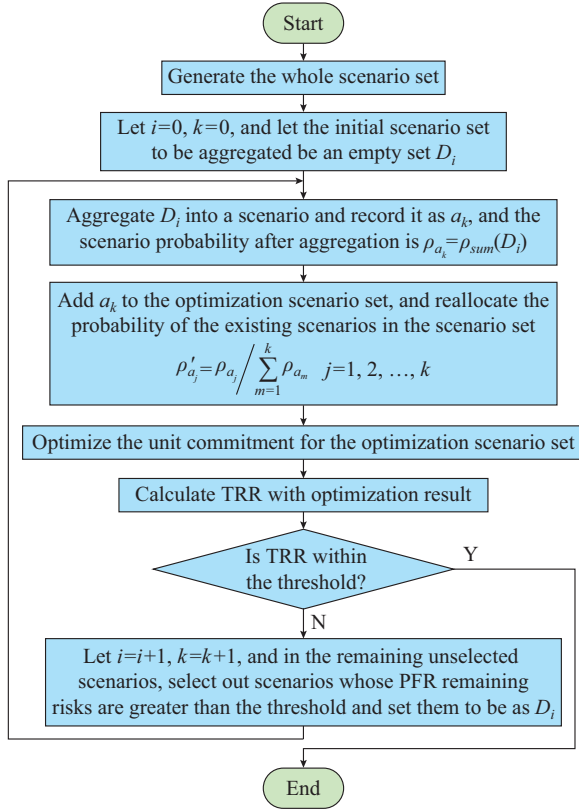 Start
Generate the whole scenario set
Let i=0, k=0, and let the initial scenario set
to be aggregated be an empty set D_i
Aggregate D_i into a scenario and record it as a_k, and the
scenario probability after aggregation is ρ_{a_k}=ρ_{sum}(D_i)
Add a_k to the optimization scenario set, and reallocate the
probability of the existing scenarios in the scenario set
ρ'_{a_j}=ρ_{a_j}/∑_{m=1}^{k}ρ_{a_m} j=1, 2, …, k
Optimize the unit commitment for the optimization scenario set
Calculate TRR with optimization result
Is TRR within
the threshold?
Y
N
Let i=i+1, k=k+1, and in the remaining unselected
scenarios, select out scenarios whose PFR remaining
risks are greater than the threshold and set them to be as D_i
End